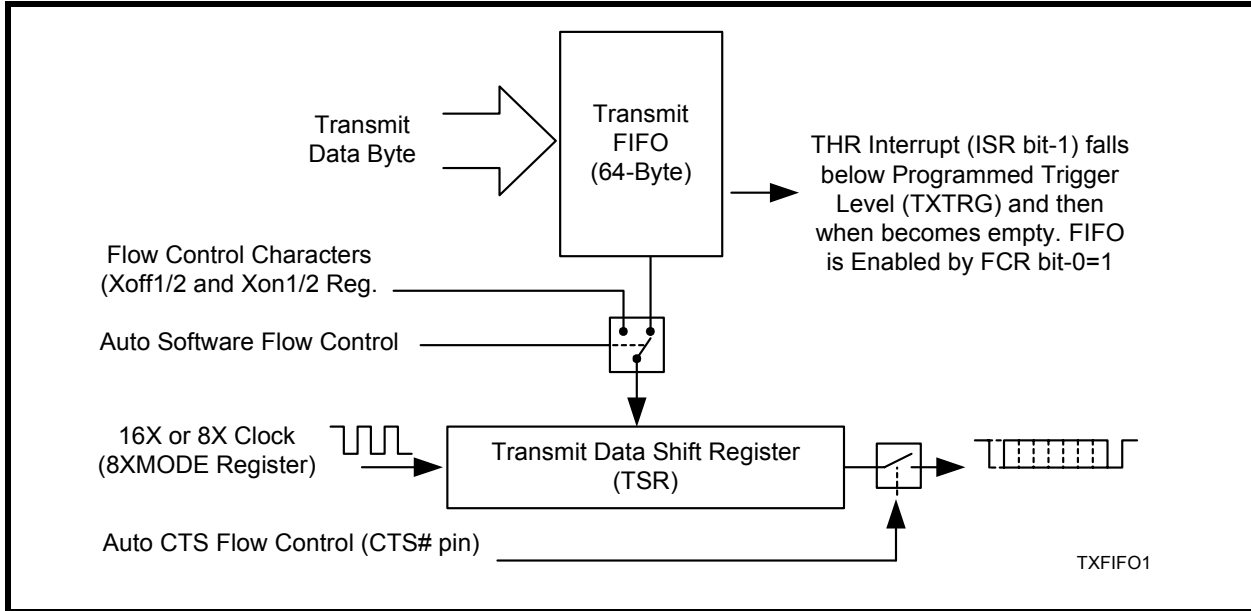 Transmit
Data Byte
Transmit
FIFO
(64-Byte)
THR Interrupt (ISR bit-1) falls
below Programmed Trigger
Level (TXTRG) and then
when becomes empty. FIFO
is Enabled by FCR bit-0=1
Flow Control Characters
(Xoff1/2 and Xon1/2 Reg.
Auto Software Flow Control
16X or 8X Clock
(8XMODE Register)
Transmit Data Shift Register
(TSR)
Auto CTS Flow Control (CTS# pin)
TXFIFO1